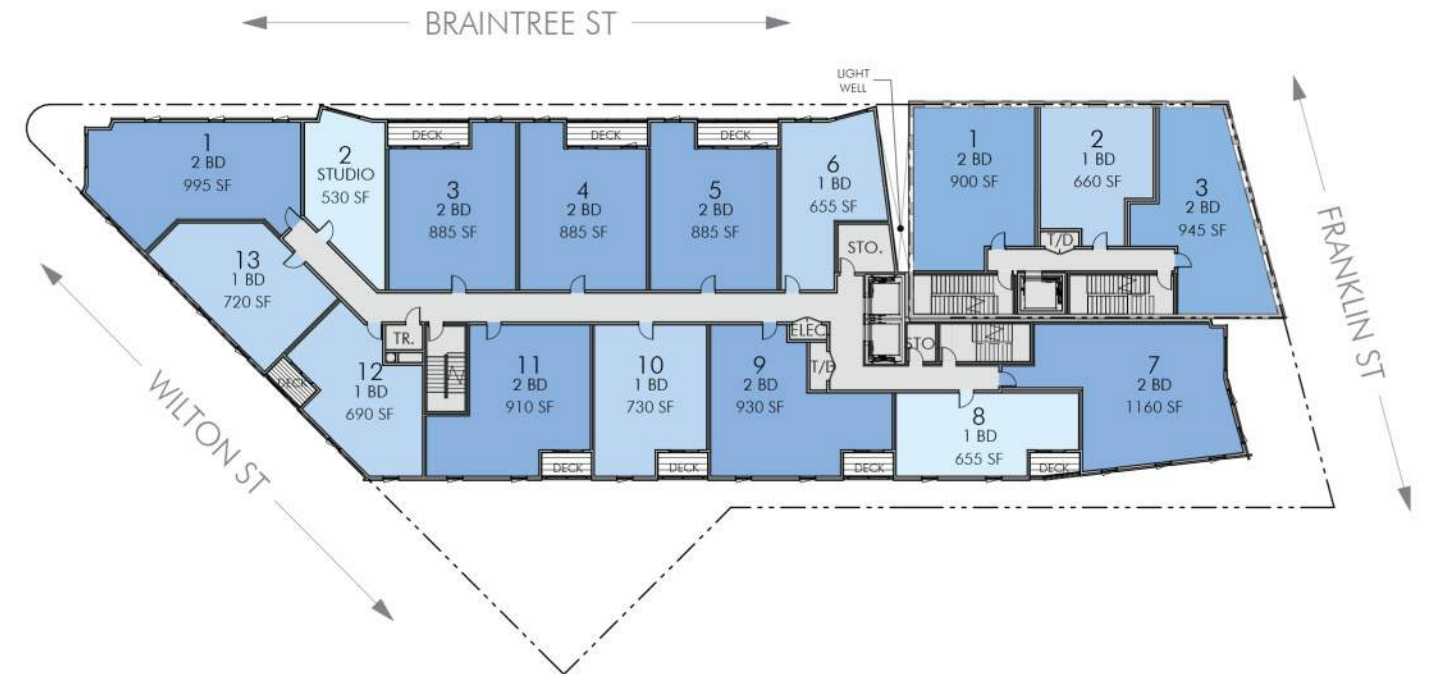 BRAINTREE ST
LIGHT
WELL
1
2 BD
995 SF
2
STUDIO
530 SF
DECK
3
2 BD
885 SF
DECK
4
2 BD
885 SF
DECK
5
2 BD
885 SF
6
1 BD
655 SF
STO.
1
2 BD
900 SF
2
1 BD
660 SF
T/D
3
2 BD
945 SF
FRANKLIN ST
13
1 BD
720 SF
TR.
12
1 BD
690 SF
DECK
WILTON ST
11
2 BD
910 SF
DECK
10
1 BD
730 SF
DECK
9
2 BD
930 SF
DECK
ELEC
T/D
STO
8
1 BD
655 SF
DECK
7
2 BD
1160 SF